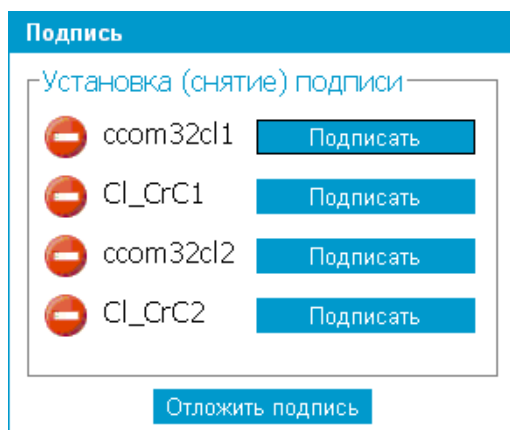 Подпись
Установка (снятие) подписи
ccom32cl1 Подписать
Cl_CrC1 Подписать
ccom32cl2 Подписать
Cl_CrC2 Подписать
Отложить подпись